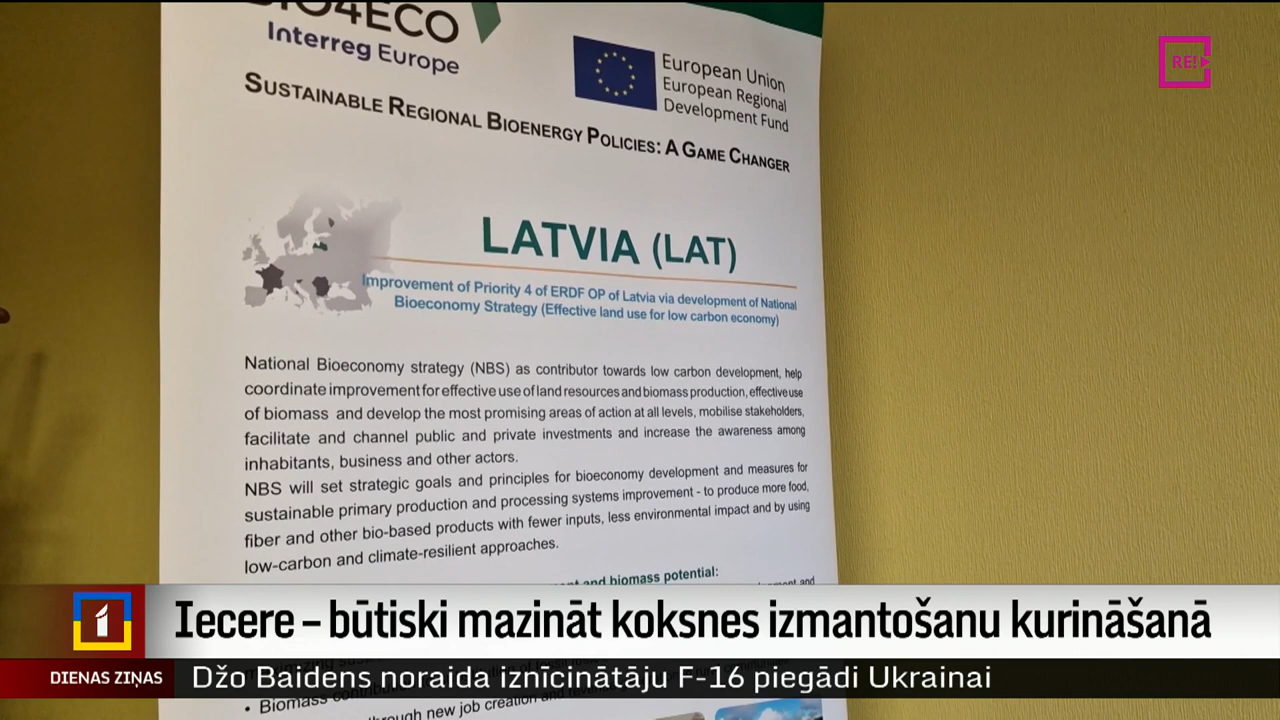 BIO4ECO
Interreg Europe
European Union
European Regional
Development Fund
RE!
SUSTAINABLE REGIONAL BIOENERGY POLICIES: A GAME CHANGER
LATVIA (LAT)
Improvement of Priority 4 of ERDF OP of Latvia via development of National
Bioeconomy Strategy (Effective land use for low carbon economy)
National Bioeconomy strategy (NBS) as contributor towards low carbon development, help
coordinate improvement for effective use of land resources and biomass production, effective use
of biomass and develop the most promising areas of action at all levels, mobilise stakeholders,
facilitate and channel public and private investments and increase the awareness among
inhabitants, business and other actors.
NBS will set strategic goals and principles for bioeconomy development and measures for
sustainable primary production and processing systems improvement - to produce more food,
fiber and other bio-based products with fewer inputs, less environmental impact and by using
low-carbon and climate-resilient approaches.
and biomass potential:
and
1
Iecere – būtiski mazināt koksnes izmantošanu kurināšanā
DIENAS ZIŅAS
Džo Baidens noraida iznīcinātāju F-16 piegādi Ukrainai
• Biomass
through new job creation and